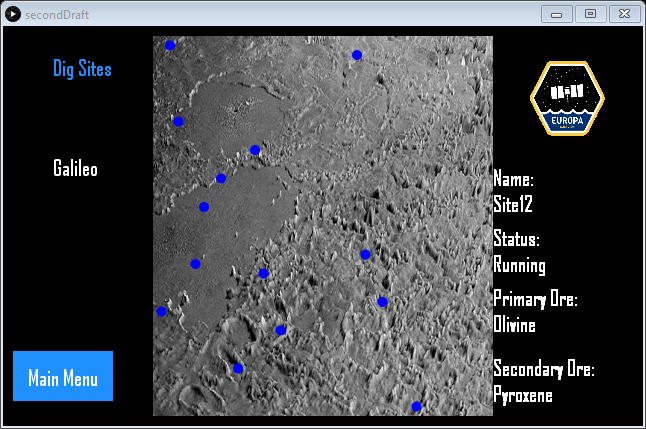 secondDraft
Dig Sites
Galileo
Main Menu
EUROPA
Name:
Site12
Status:
Running
Primary Ore:
Olivine
Secondary Ore:
Pyroxene